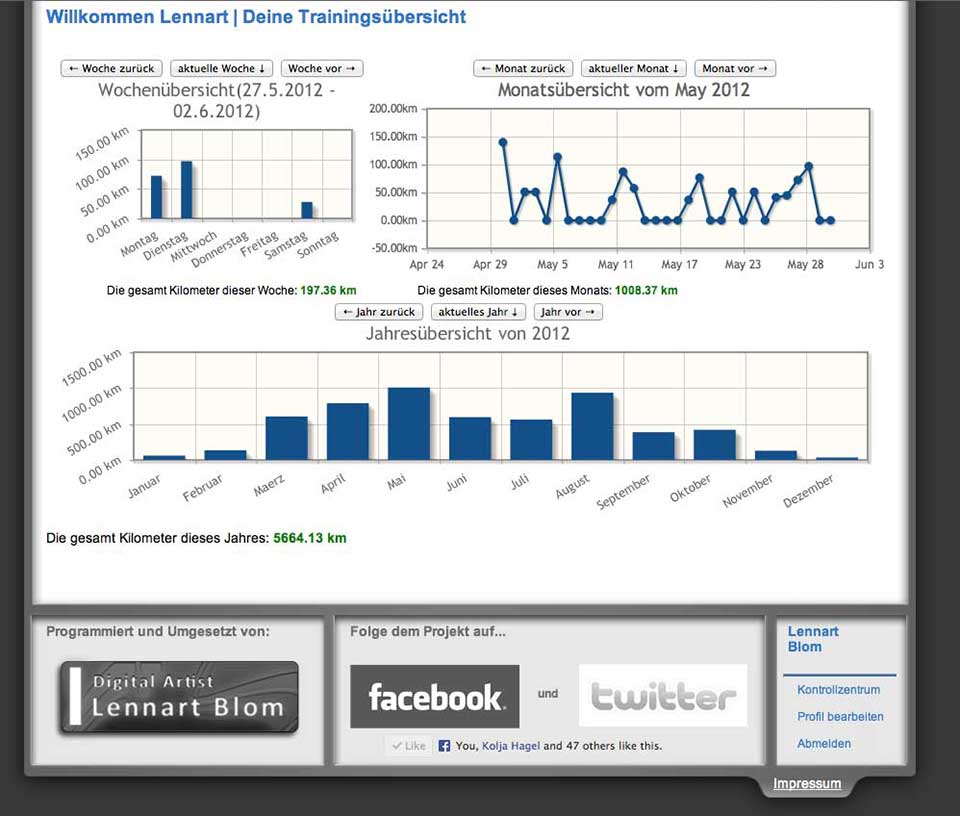 Willkommen Lennart | Deine Trainingsübersicht
← Woche zurück aktuelle Woche ↓ Woche vor →
Wochenübersicht(27.5.2012 -
02.6.2012)
150.00 km
100.00 km
50.00 km
0.00 km
Montag Dienstag Mittwoch Donnerstag Freitag Samstag Sonntag
Die gesamt Kilometer dieser Woche: 197.36 km
← Monat zurück aktueller Monat ↓ Monat vor →
Monatsübersicht vom May 2012
200.00km
150.00km
100.00km
50.00km
0.00km
-50.00km
Apr 24 Apr 29 May 5 May 11 May 17 May 23 May 28 Jun 3
Die gesamt Kilometer dieses Monats: 1008.37 km
← Jahr zurück aktuelles Jahr ↓ Jahr vor →
Jahresübersicht von 2012
1500.00 km
1000.00 km
500.00 km
0.00 km
Januar Februar Maerz April Mai Juni Juli August September Oktober November Dezember
Die gesamt Kilometer dieses Jahres: 5664.13 km
Programmiert und Umgesetzt von:
Digital Artist
Lennart Blom
Folge dem Projekt auf...
facebook.
und
twitter
Like
You, Kolja Hagel and 47 others like this.
Lennart
Blom
Kontrollzentrum
Profil bearbeiten
Abmelden
Impressum